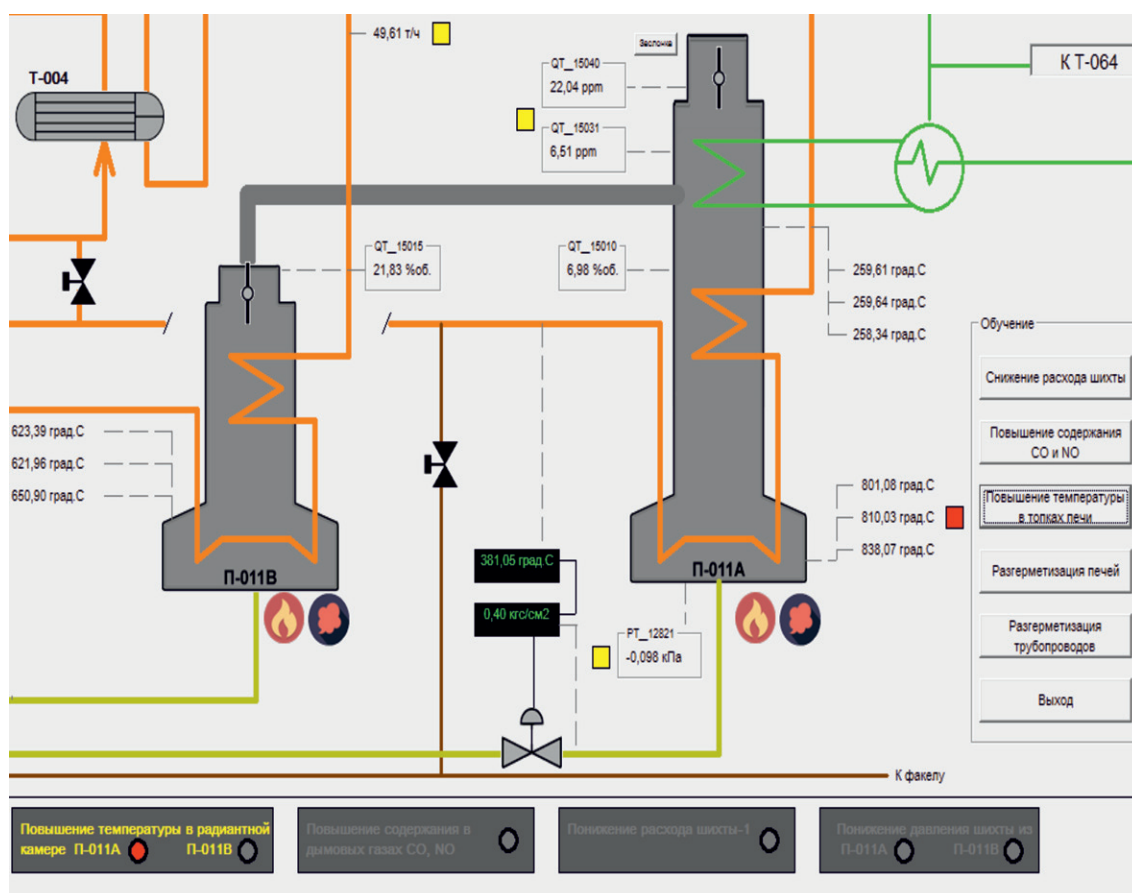 49,61 т/ч
Заслонка
К Т-064
Т-004
QT_15040
22,04 ppm
QT_15031
6,51 ppm
QT_15015
21,83 %об.
QT_15010
6,98 %об.
259,61 град.С
259,64 град.С
258,34 град.С
Обучение
Снижение расхода шихты
Повышение содержания
CO и NO
Повышение температуры
в топках печи
Разгерметизация печей
Разгерметизация
трубопроводов
Выход
623,39 град.С
621,96 град.С
650,90 град.С
801,08 град.С
810,03 град.С
838,07 град.С
П-011В
П-011А
381,05 град.С
0,40 кгс/см2
PT_12821
-0,098 кПа
К факелу
Повышение температуры в радиантной
камере П-011А П-011В
Повышение содержания в
дымовых газах CO, NO
Понижение расхода шихты-1
Понижение давления шихты из
П-011А П-011В